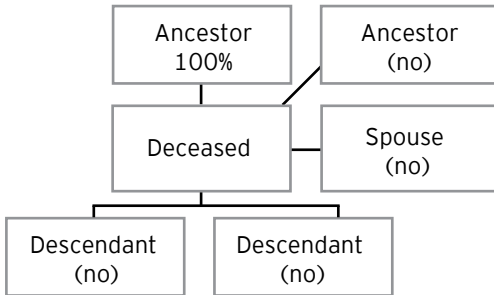 Ancestor
100%
Ancestor
(no)
Deceased
Spouse
(no)
Descendant
(no)
Descendant
(no)